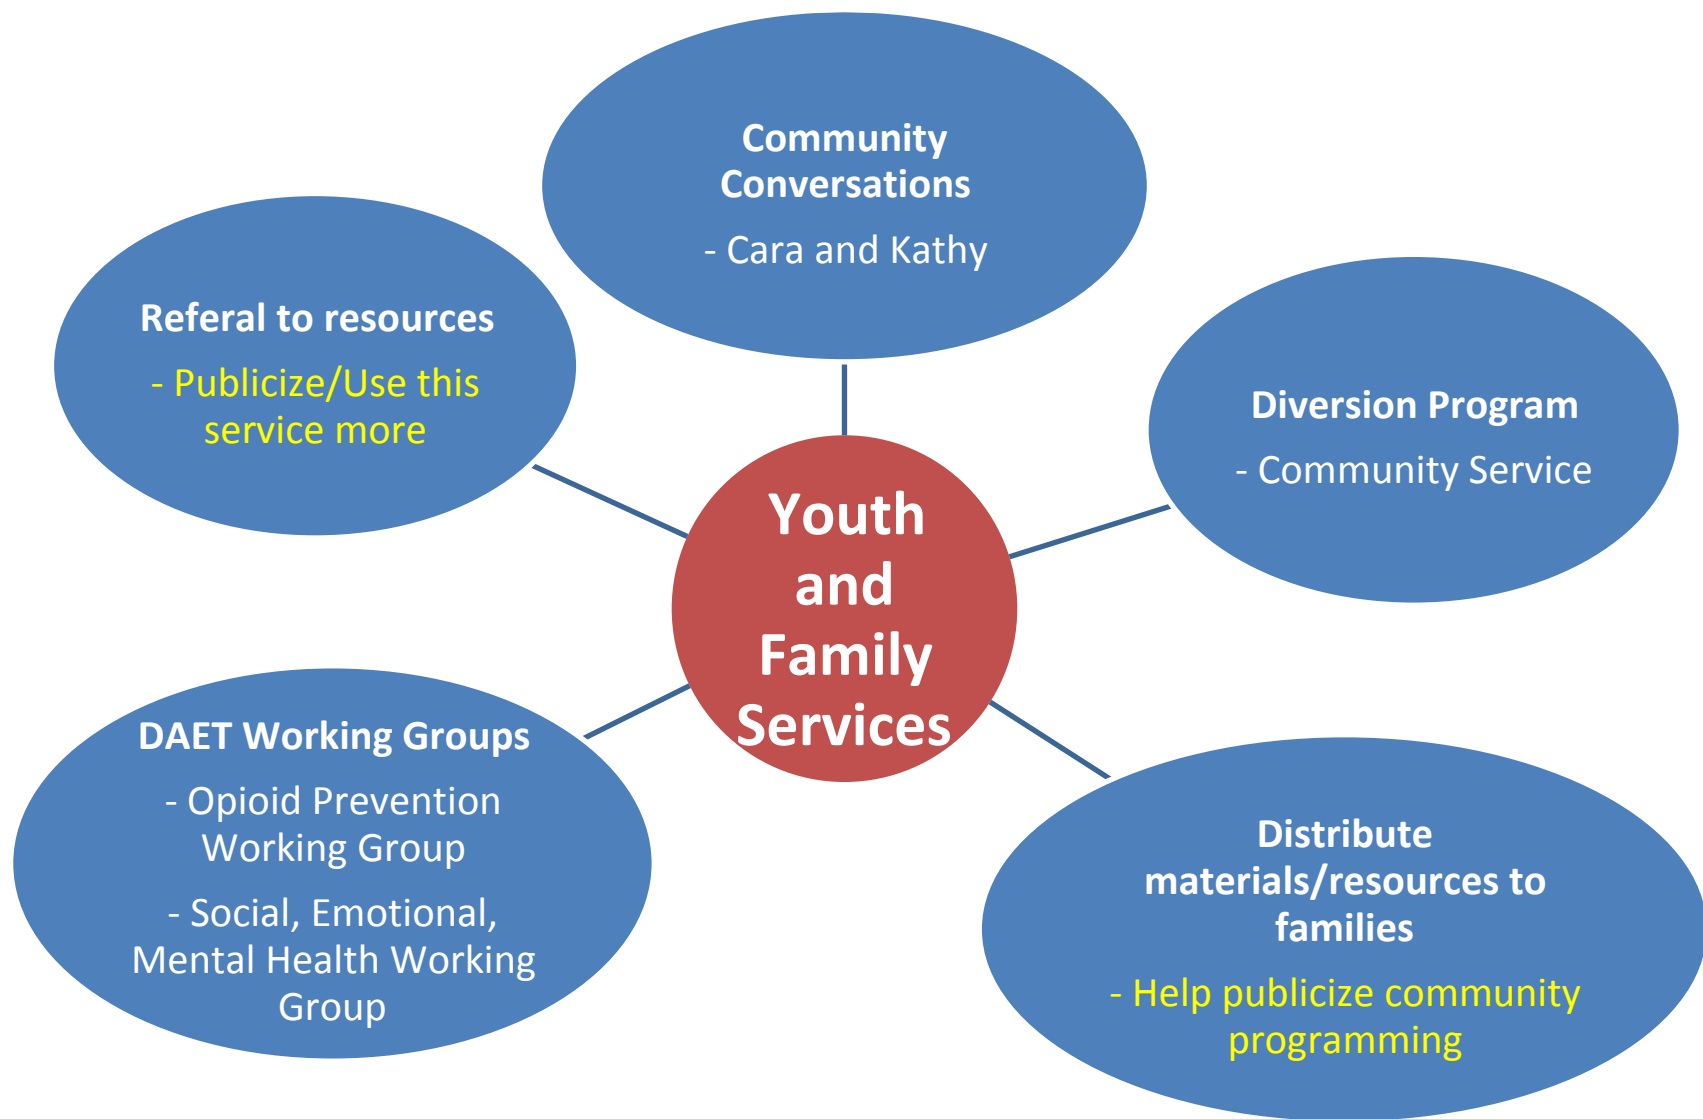 Community
Conversations
- Cara and Kathy
Referal to resources
- Publicize/Use this
service more
Diversion Program
- Community Service
Youth
and
Family
Services
DAET Working Groups
- Opioid Prevention
Working Group
- Social, Emotional,
Mental Health Working
Group
Distribute
materials/resources to
families
- Help publicize community
programming